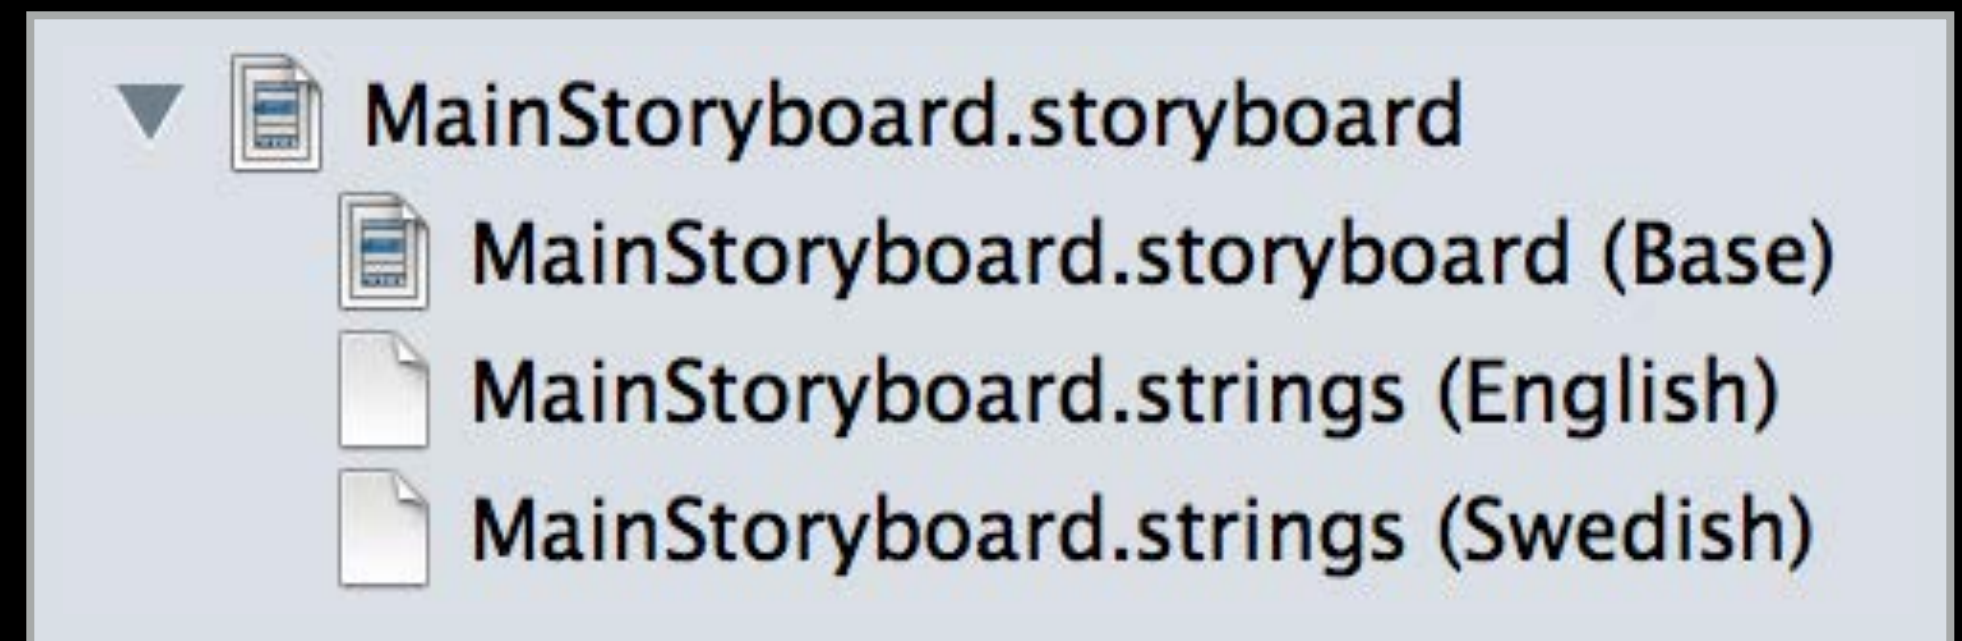 MainStoryboard.storyboard
MainStoryboard.storyboard (Base)
MainStoryboard.strings (English)
MainStoryboard.strings (Swedish)